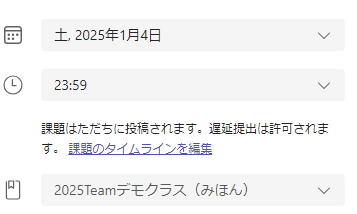 土, 2025年1月4日
23:59
課題はただちに投稿されます。遅延提出は許可されま
す。 課題のタイムラインを編集
2025Teamデモクラス（みほん）